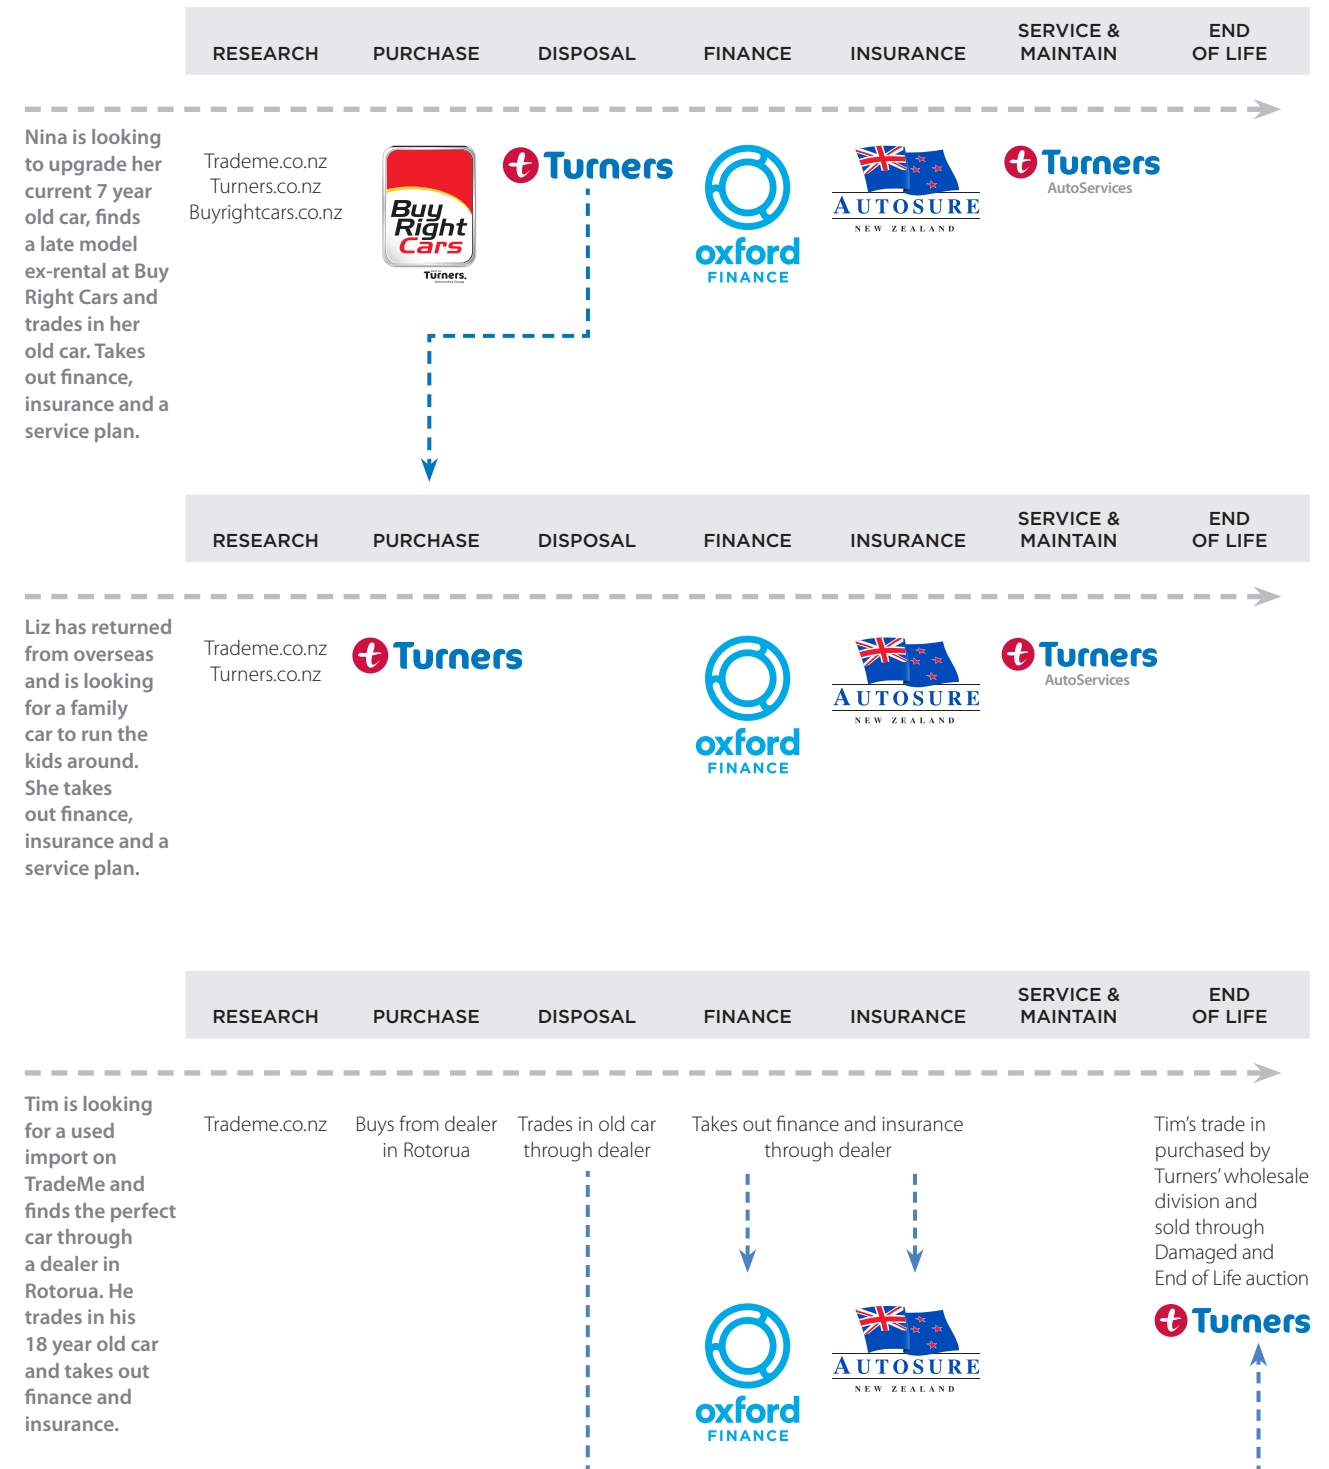 RESEARCH
PURCHASE
DISPOSAL
FINANCE
INSURANCE
SERVICE &
MAINTAIN
END
OF LIFE
Nina is looking
to upgrade her
current 7 year
old car, finds
a late model
ex-rental at Buy
Right Cars and
trades in her
old car. Takes
out finance,
insurance and a
service plan.
Trademe.co.nz
Turners.co.nz
Buyrightcars.co.nz
Buy
Right
Cars
Turners.
Automotive Group
Turners
oxford
FINANCE
AUTOSURE
NEW ZEALAND
Turners
AutoServices
RESEARCH
PURCHASE
DISPOSAL
FINANCE
INSURANCE
SERVICE &
MAINTAIN
END
OF LIFE
Liz has returned
from overseas
and is looking
for a family
car to run the
kids around.
She takes
out finance,
insurance and a
service plan.
Trademe.co.nz
Turners.co.nz
Turners
oxford
FINANCE
AUTOSURE
NEW ZEALAND
Turners
AutoServices
RESEARCH
PURCHASE
DISPOSAL
FINANCE
INSURANCE
SERVICE &
MAINTAIN
END
OF LIFE
Tim is looking
for a used
import on
TradeMe and
finds the perfect
car through
a dealer in
Rotorua. He
trades in his
18 year old car
and takes out
finance and
insurance.
Trademe.co.nz
Buys from dealer
in Rotorua
Trades in old car
through dealer
Takes out finance and insurance
through dealer
oxford
FINANCE
AUTOSURE
NEW ZEALAND
Tim's trade in
purchased by
Turners' wholesale
division and
sold through
Damaged and
End of Life auction
Turners